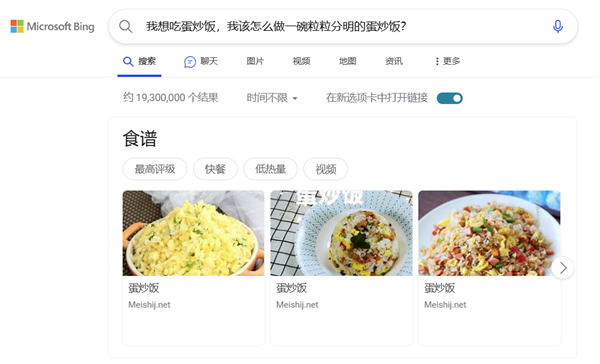 Microsoft Bing
我想吃蛋炒饭，我该怎么做一碗粒粒分明的蛋炒饭？
搜索 聊天 图片 视频 地图 资讯 更多
约 19,300,000 个结果 时间不限 在新选项卡中打开链接
食谱
最高评级 快餐 低热量 视频
蛋炒饭
蛋炒饭 蛋炒饭 蛋炒饭
Meishij.net Meishij.net Meishij.net